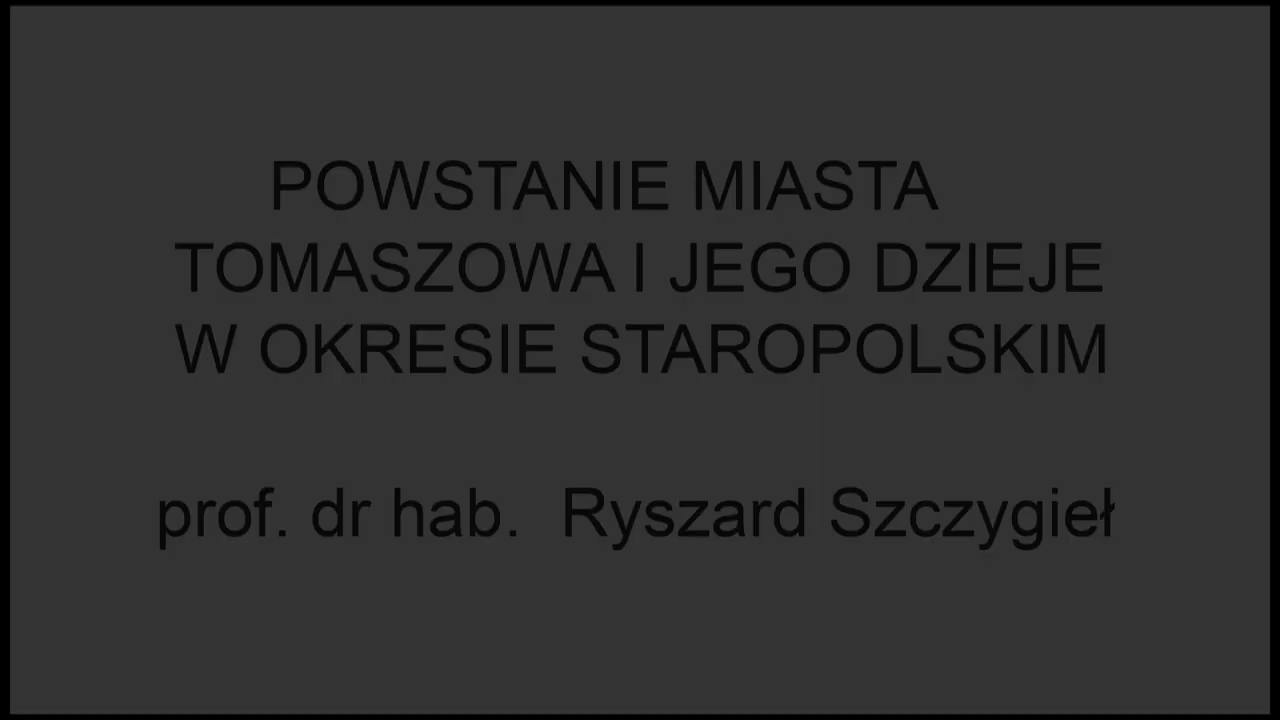 POWSTANIE MIASTA
TOMASZOWA I JEGO DZIEJE
W OKRESIE STAROPOLSKIM
prof. dr hab. Ryszard Szczygieł